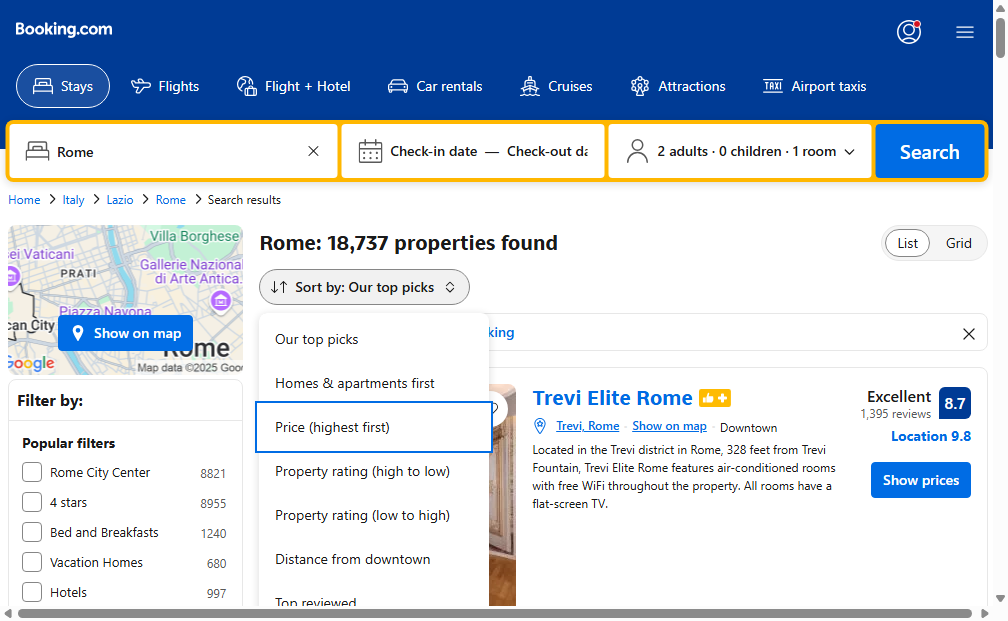 Booking.com
Stays
Flights
Flight + Hotel
Car rentals
Cruises
Attractions
TAXI
Airport taxis
Rome
Check-in date — Check-out da
2 adults · 0 children · 1 room
Search
Home
Italy
Lazio
Rome
Search results
Villa Borghese
sei Vaticani
PRATI
Gallerie Nazional
di Arte Antica.
Piazza Navona
can City
Show on map
Rome
Google
Map data ©2025 Goo
Filter by:
Popular filters
Rome City Center 8821
4 stars 8955
Bed and Breakfasts 1240
Vacation Homes 680
Hotels 997
Rome: 18,737 properties found
List
Grid
Sort by: Our top picks
king
Our top picks
Homes & apartments first
Price (highest first)
Property rating (high to low)
Property rating (low to high)
Distance from downtown
Top reviewed
Trevi Elite Rome
Trevi, Rome
Show on map
Downtown
Located in the Trevi district in Rome, 328 feet from Trevi
Fountain, Trevi Elite Rome features air-conditioned rooms
with free WiFi throughout the property. All rooms have a
flat-screen TV.
Excellent
1,395 reviews
8.7
Location 9.8
Show prices